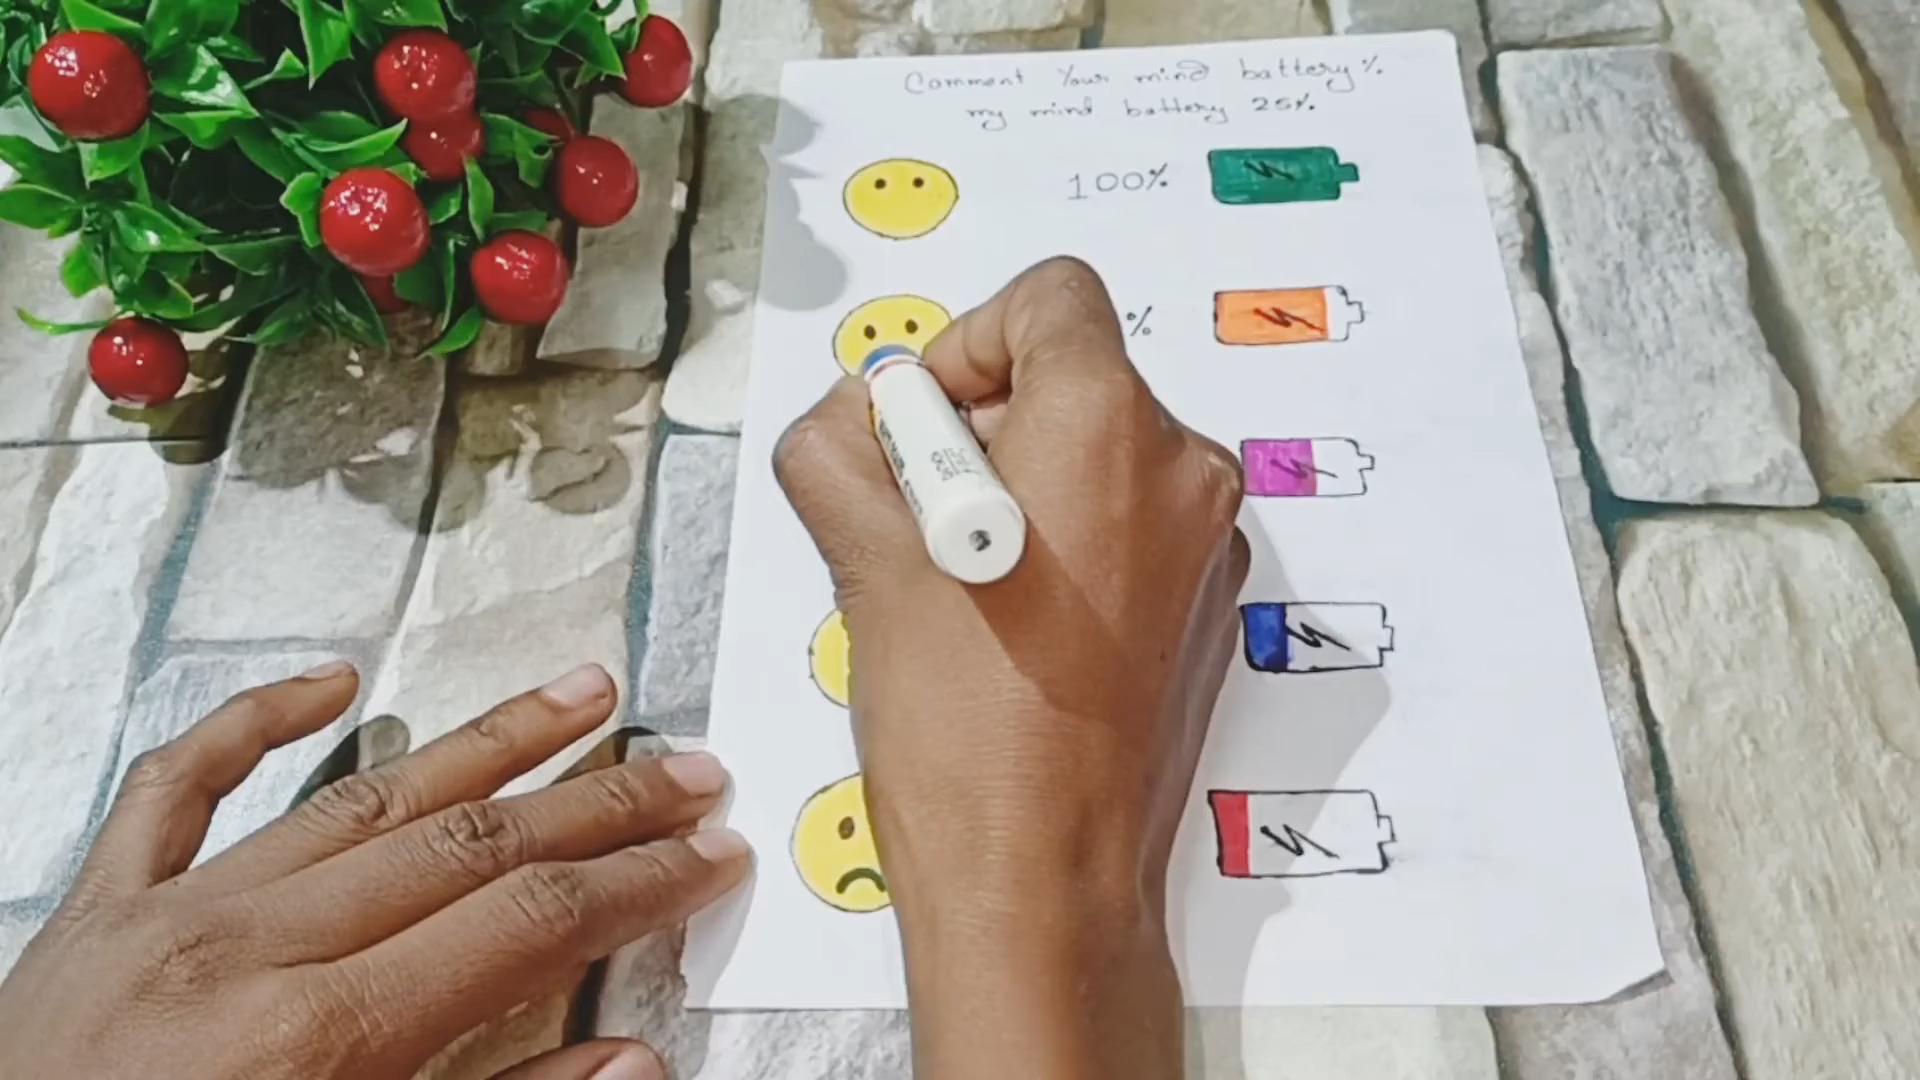 Comment Your mind battery %
my mind battery 25%
100%
%